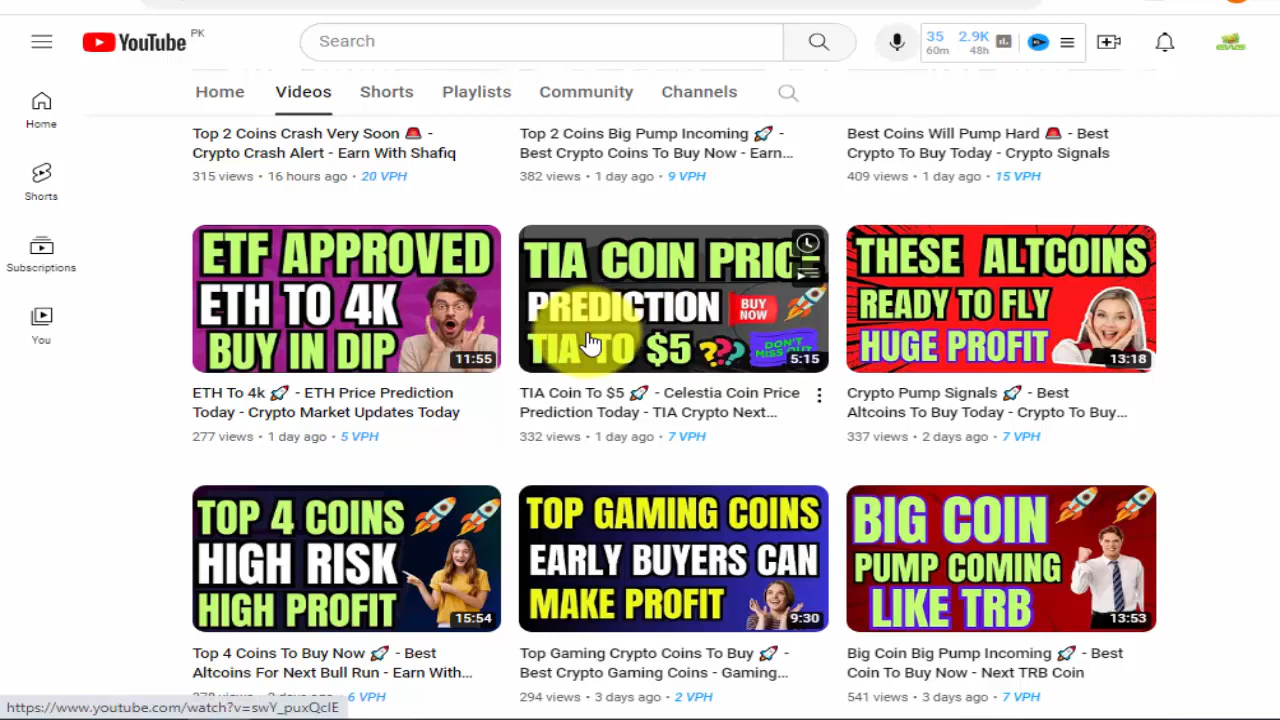 YouTube PK
Search
35 60m
2.9K 48h
Home
Videos
Shorts
Playlists
Community
Channels
Home
Shorts
Subscriptions
You
Top 2 Coins Crash Very Soon 🚨 -
Crypto Crash Alert - Earn With Shafiq
315 views • 16 hours ago • 20 VPH
Top 2 Coins Big Pump Incoming 🚀 -
Best Crypto Coins To Buy Now - Earn...
382 views • 1 day ago • 9 VPH
Best Coins Will Pump Hard 🚨 - Best
Crypto To Buy Today - Crypto Signals
409 views • 1 day ago • 15 VPH
ETF APPROVED
ETH TO 4K
BUY IN DIP
11:55
ETH To 4k 🚀 - ETH Price Prediction
Today - Crypto Market Updates Today
277 views • 1 day ago • 5 VPH
TIA COIN PRIC
PREDICTION
BUY
NOW
TIA TO $5 ???
DON'T
MISS OUT
5:15
TIA Coin To $5 🚀 - Celestia Coin Price
Prediction Today - TIA Crypto Next...
332 views • 1 day ago • 7 VPH
THESE ALTCOINS
READY TO FLY
HUGE PROFIT
13:18
Crypto Pump Signals 🚀 - Best
Altcoins To Buy Today - Crypto To Buy...
337 views • 2 days ago • 7 VPH
TOP 4 COINS
HIGH RISK
HIGH PROFIT
15:54
Top 4 Coins To Buy Now 🚀 - Best
Altcoins For Next Bull Run - Earn With...
6 VPH
TOP GAMING COINS
EARLY BUYERS CAN
MAKE PROFIT
9:30
Top Gaming Crypto Coins To Buy 🚀 -
Best Crypto Gaming Coins - Gaming...
294 views • 3 days ago • 2 VPH
BIG COIN
PUMP COMING
LIKE TRB
13:53
Big Coin Big Pump Incoming 🚀 - Best
Coin To Buy Now - Next TRB Coin
541 views • 3 days ago • 7 VPH
https://www.youtube.com/watch?v=swY_puxQclE